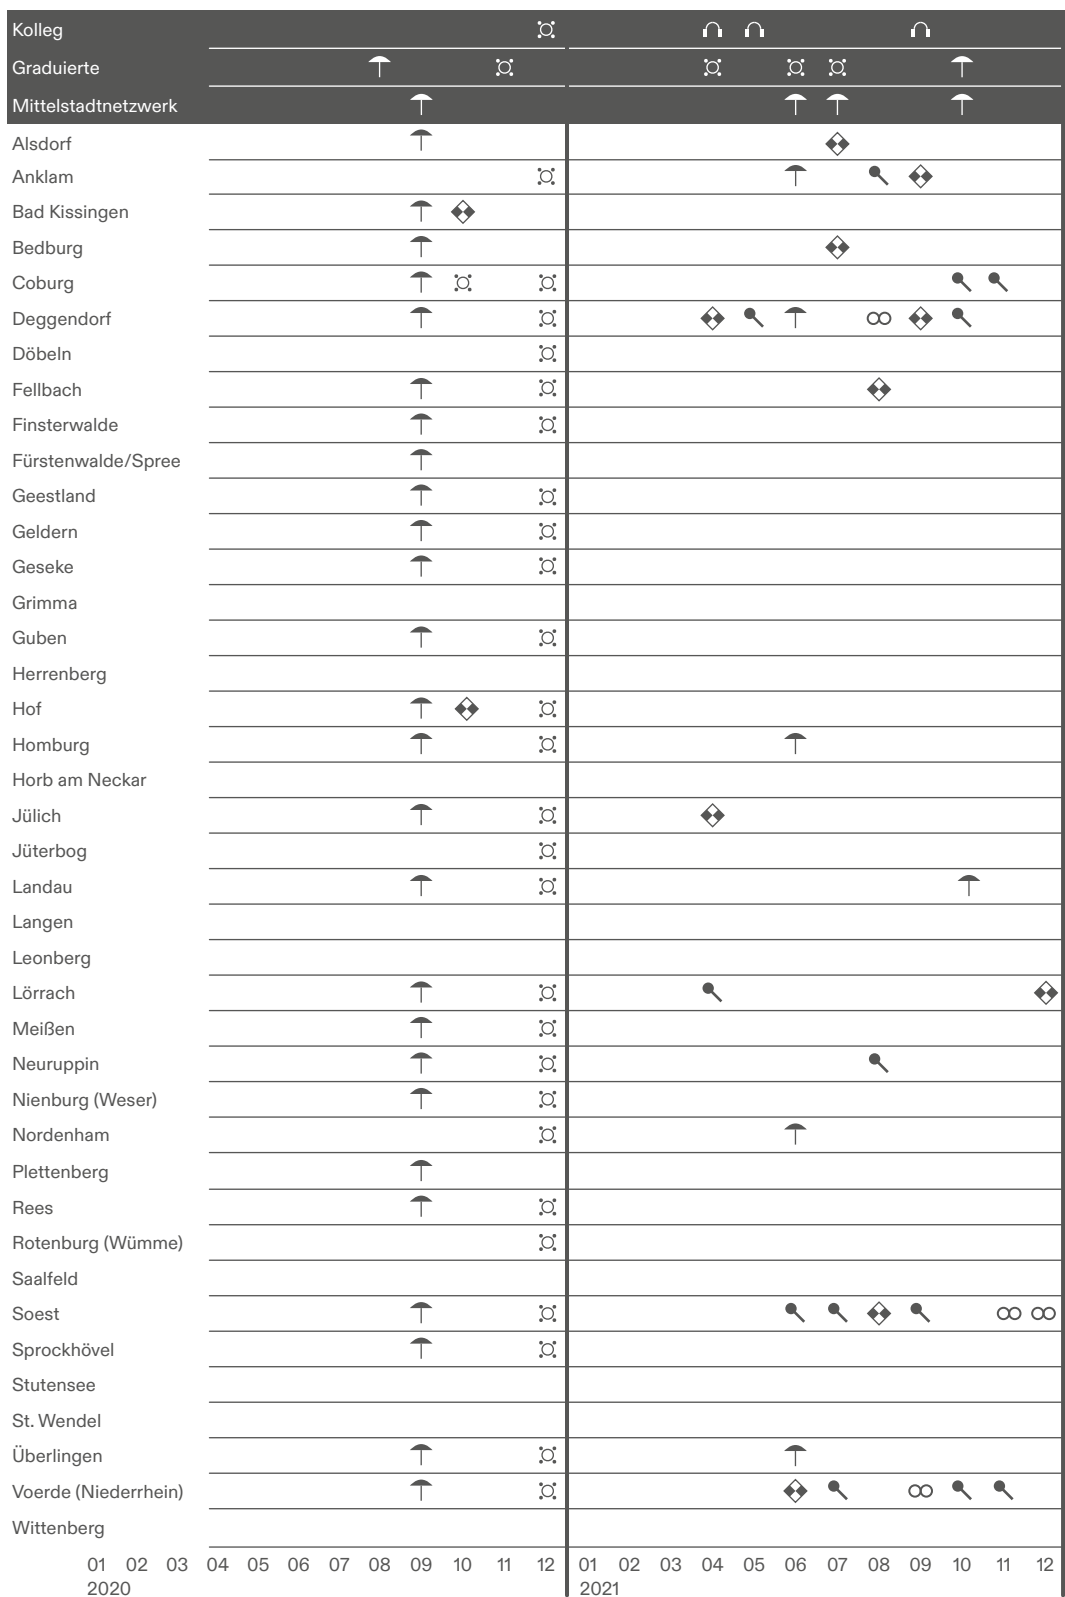 Kolleg
Graduierte
Mittelstadtnetzwerk
Alsdorf
Anklam
Bad Kissingen
Bedburg
Coburg
Deggendorf
Döbeln
Fellbach
Finsterwalde
Fürstenwalde/Spree
Geestland
Geldern
Geseke
Grimma
Guben
Herrenberg
Hof
Homburg
Horb am Neckar
Jülich
Jüterbog
Landau
Langen
Leonberg
Lörrach
Meißen
Neuruppin
Nienburg (Weser)
Nordenham
Plettenberg
Rees
Rotenburg (Wümme)
Saalfeld
Soest
Sprockhövel
Stutensee
St. Wendel
Überlingen
Voerde (Niederrhein)
Wittenberg
01 02 03 04 05 06 07 08 09 10 11 12 01 02 03 04 05 06 07 08 09 10 11 12
2020 2021